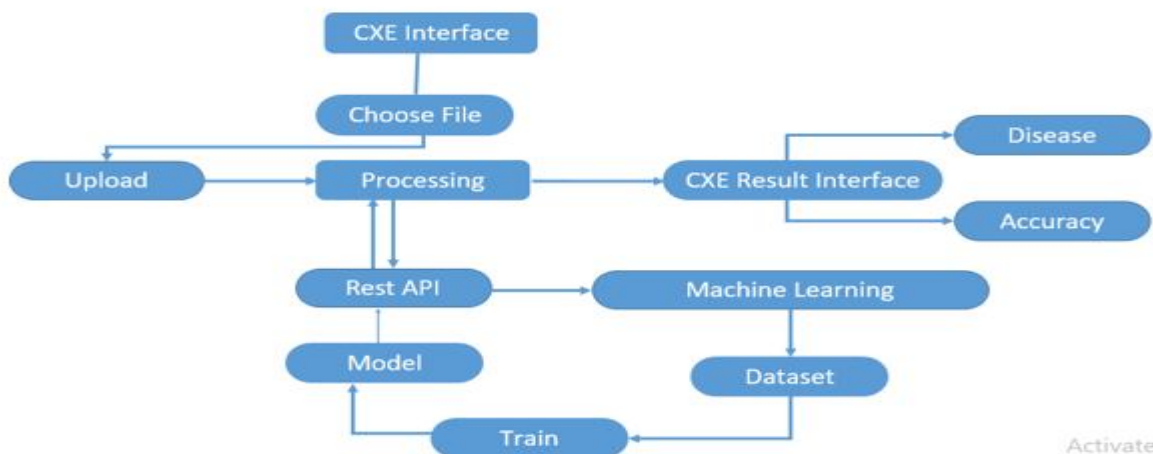 CXE Interface
Choose File
Disease
Upload
Processing
CXE Result Interface
Accuracy
Rest API
Machine Learning
Model
Dataset
Train
Activate